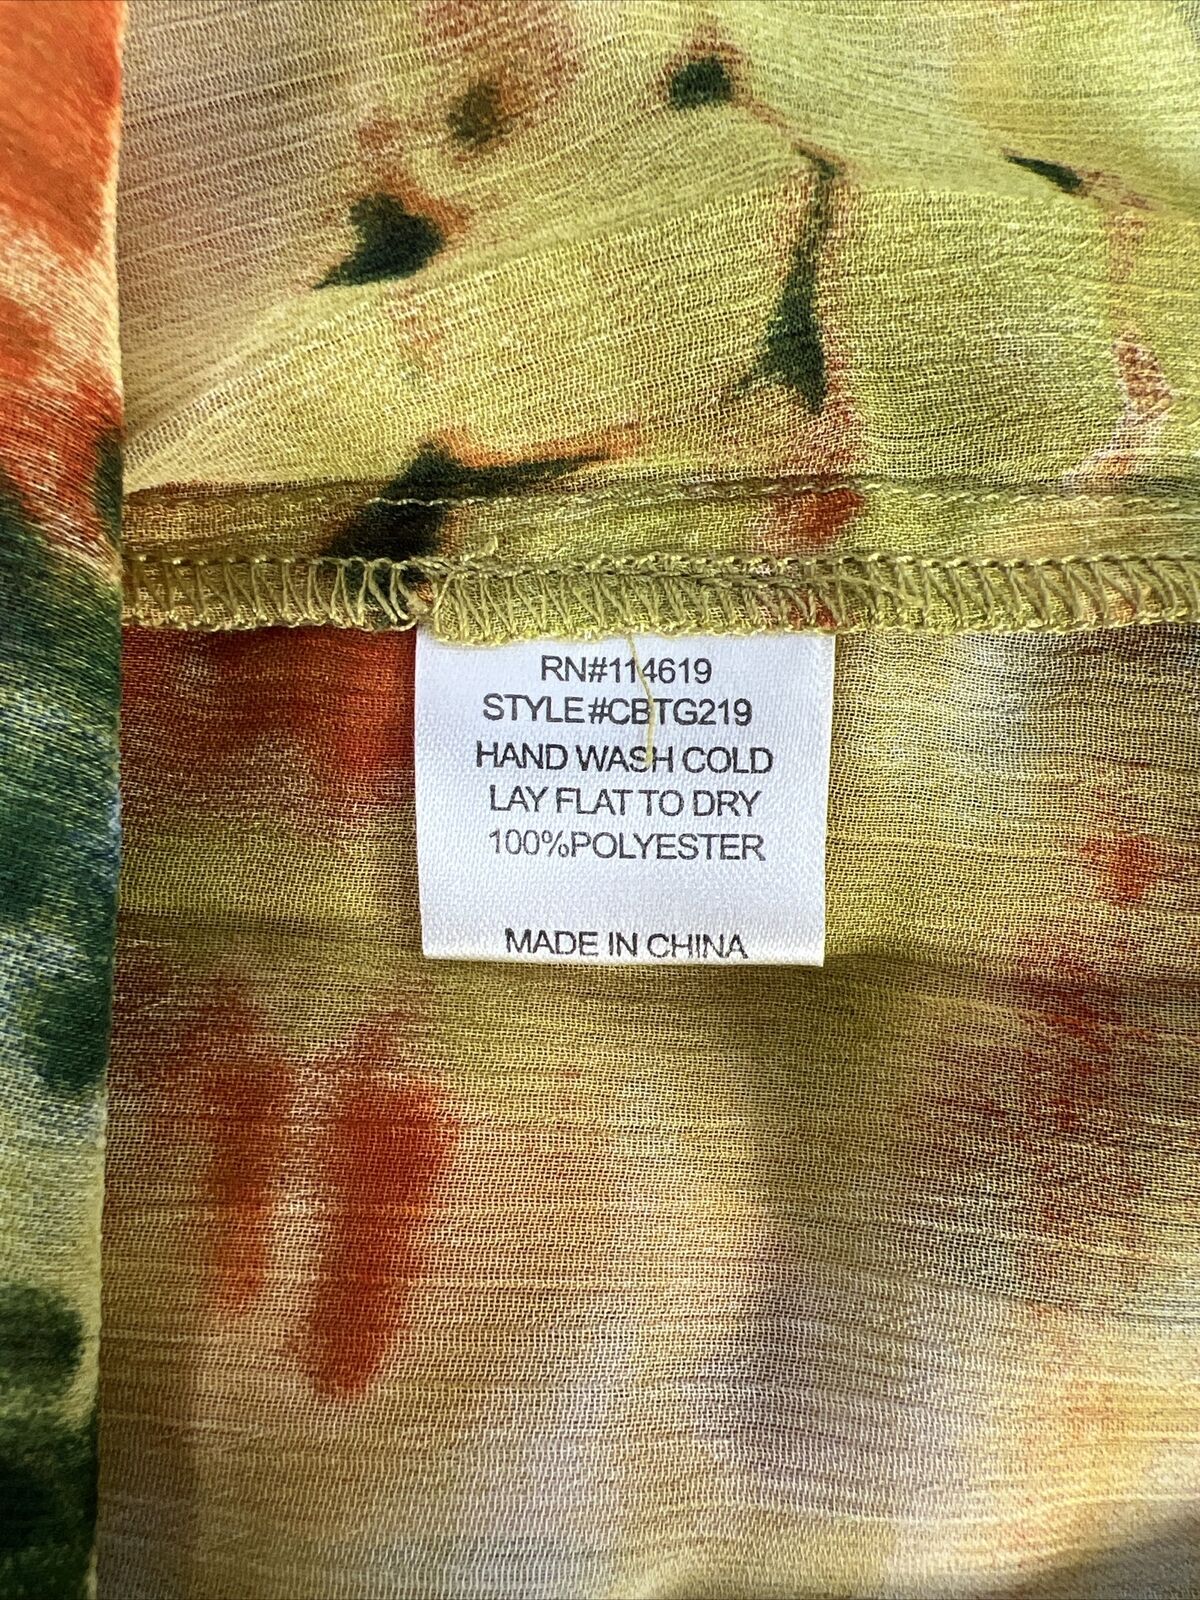 RN#114619
STYLE#CBTG219
HAND WASH COLD
LAY FLAT TO DRY
100%POLYESTER
MADE IN CHINA